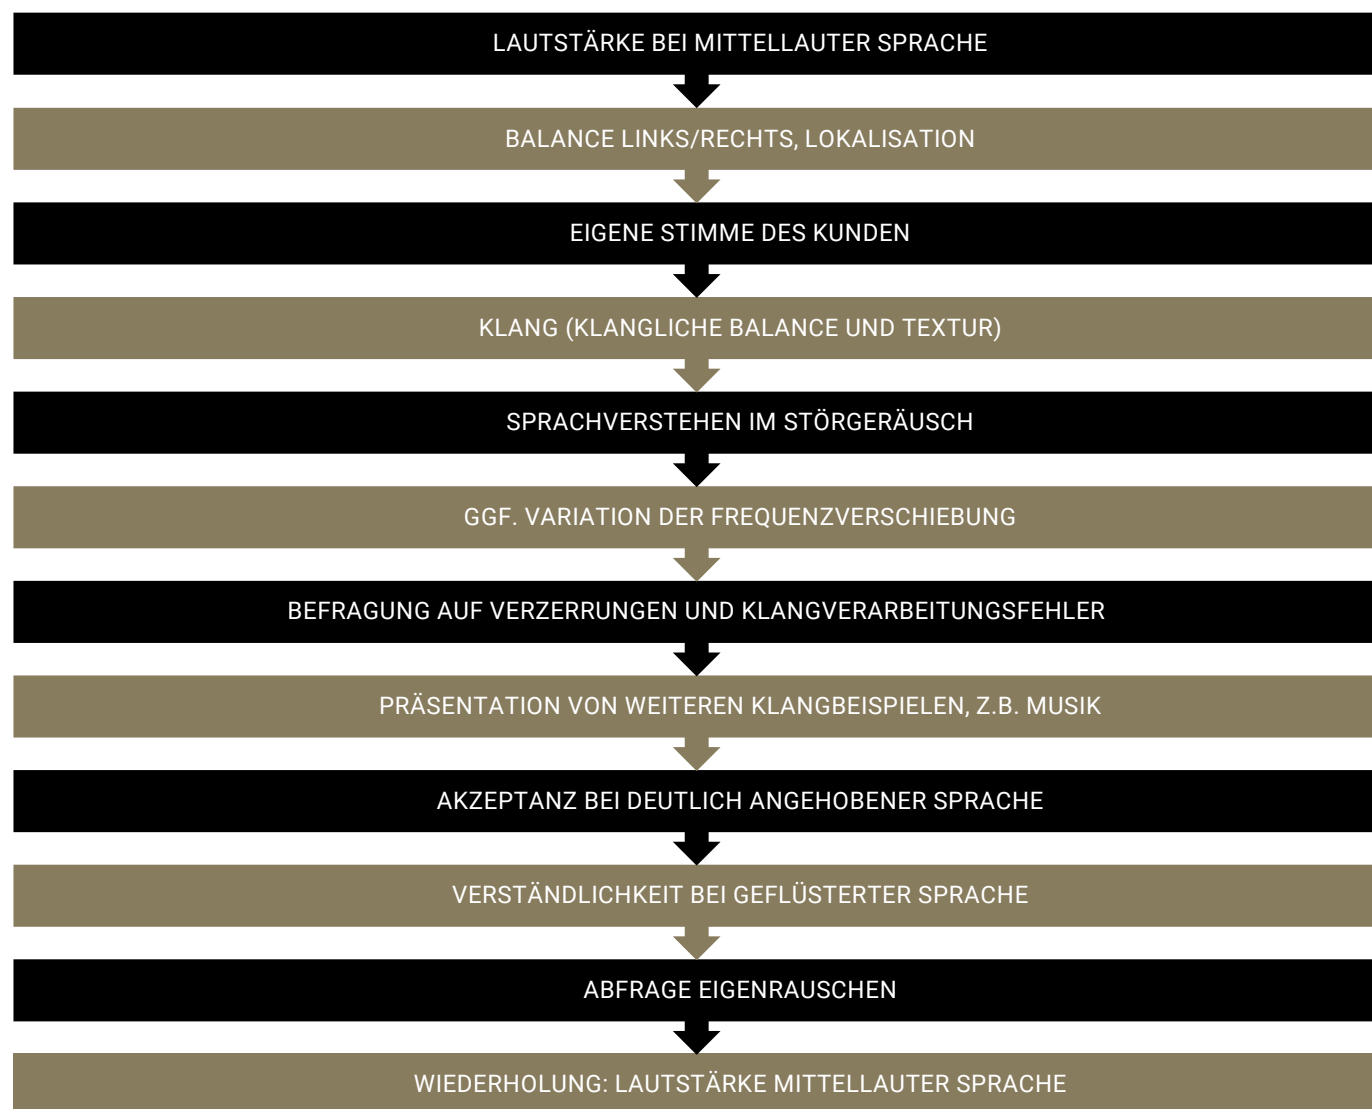 LAUTSTÄRKE BEI MITTELLAUTER SPRACHE
BALANCE LINKS/RECHTS, LOKALISATION
EIGENE STIMME DES KUNDEN
KLANG (KLANGLICHE BALANCE UND TEXTUR)
SPRACHVERSTEHEN IM STÖRGERÄUSCH
GGF. VARIATION DER FREQUENZVERSCHIEBUNG
BEFRAGUNG AUF VERZERRUNGEN UND KLANGVERARBEITUNGSFEHLER
PRÄSENTATION VON WEITEREN KLANGBEISPIELEN, Z.B. MUSIK
AKZEPTANZ BEI DEUTLICH ANGEHOBENER SPRACHE
VERSTÄNDLICHKEIT BEI GEFLÜSTERTER SPRACHE
ABFRAGE EIGENRAUSCHEN
WIEDERHOLUNG: LAUTSTÄRKE MITTELLAUTER SPRACHE